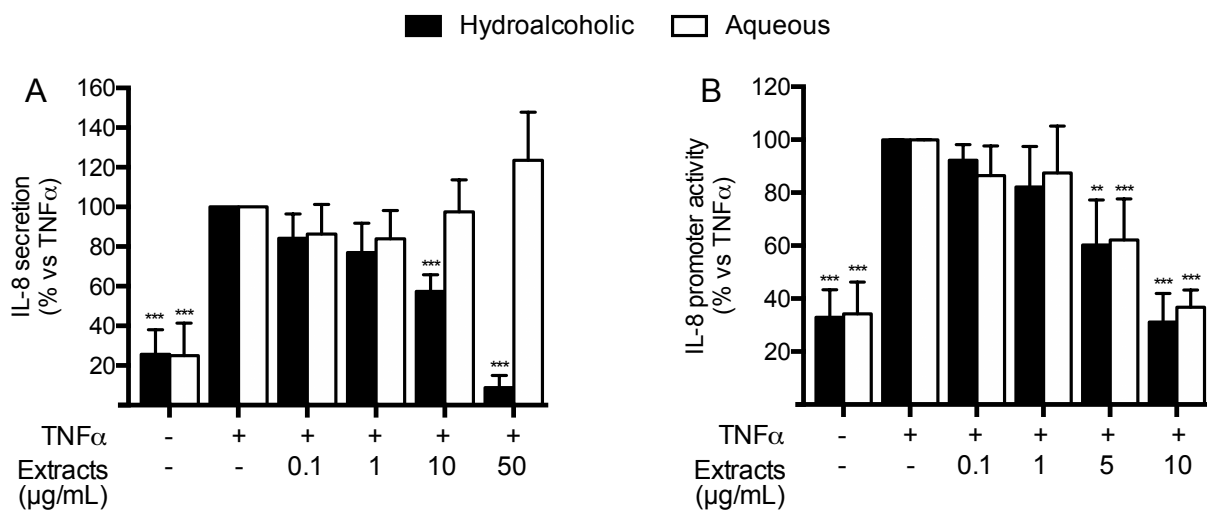 Hydroalcoholic Aqueous
A
IL-8 secretion
(% vs TNFα)
160
140
120
100
80
60
40
20
*** *** *** ***
TNFα - + + + + +
Extracts - - 0.1 1 10 50
(µg/mL)
B
IL-8 promoter activity
(% vs TNFα)
120
100
80
60
40
20
*** *** ** *** *** ***
TNFα - + + + + +
Extracts - - 0.1 1 5 10
(µg/mL)